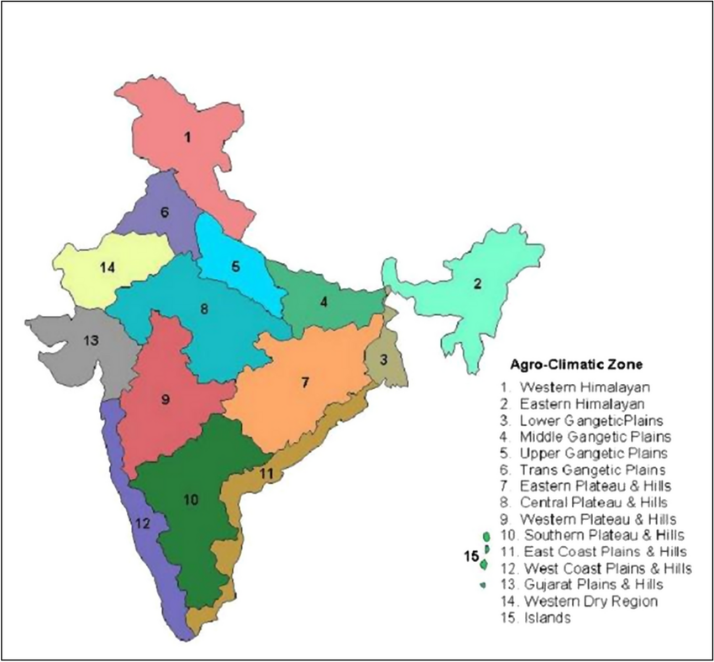 1
6
14
5
2
4
8
13
3
7
9
11
10
12
15
Agro-Climatic Zone
1. Western Himalayan
2 Eastern Himalayan
3. Lower GangeticPlains
4 Middle Gangetic Plains
5. Upper Gangetic Plains
6. Trans Gangetic Plains
7. Eastern Plateau & Hills
8. Central Plateau & Hills
9. Western Plateau & Hills
10. Southern Plateau & Hills
11. East Coast Plains & Hills
12. West Coast Plains & Hills
13. Gujarat Plains & Hills
14. Western Dry Region
15. Islands